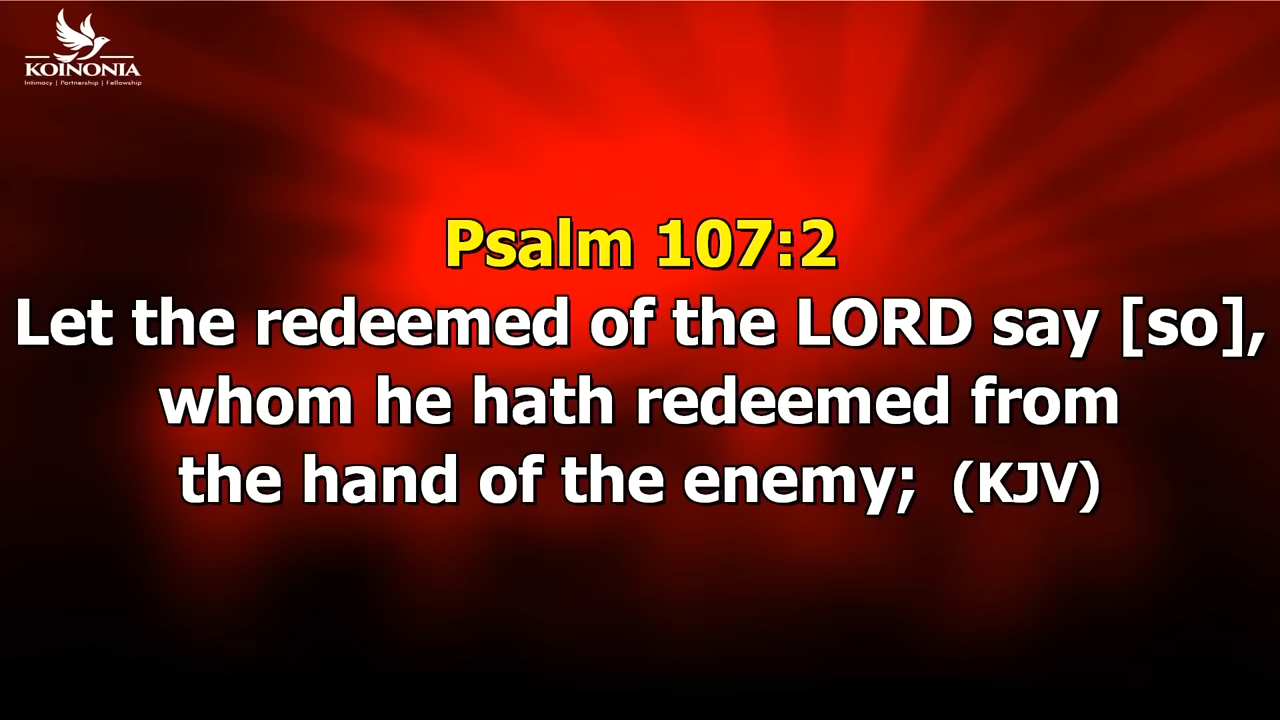 KOINONIA
Intimacy | Partnership | Fellowship
Psalm 107:2
Let the redeemed of the LORD say [so],
whom he hath redeemed from
the hand of the enemy; (KJV)